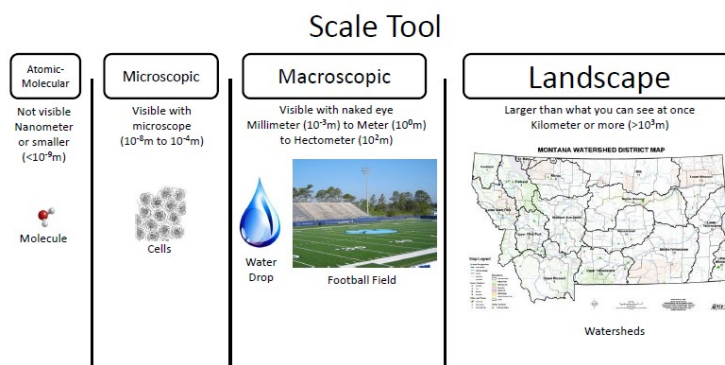 Scale Tool
Atomic-
Molecular
Not visible
Nanometer
or smaller
(<10⁻⁹m)
Molecule
Microscopic
Visible with
microscope
(10⁻⁸m to 10⁻⁴m)
Cells
Macroscopic
Visible with naked eye
Millimeter (10⁻³m) to Meter (10⁰m)
to Hectometer (10²m)
Water
Drop
Football Field
Landscape
Larger than what you can see at once
Kilometer or more (>10³m)
MONTANA WATERSHED DISTRICT MAP
Watersheds